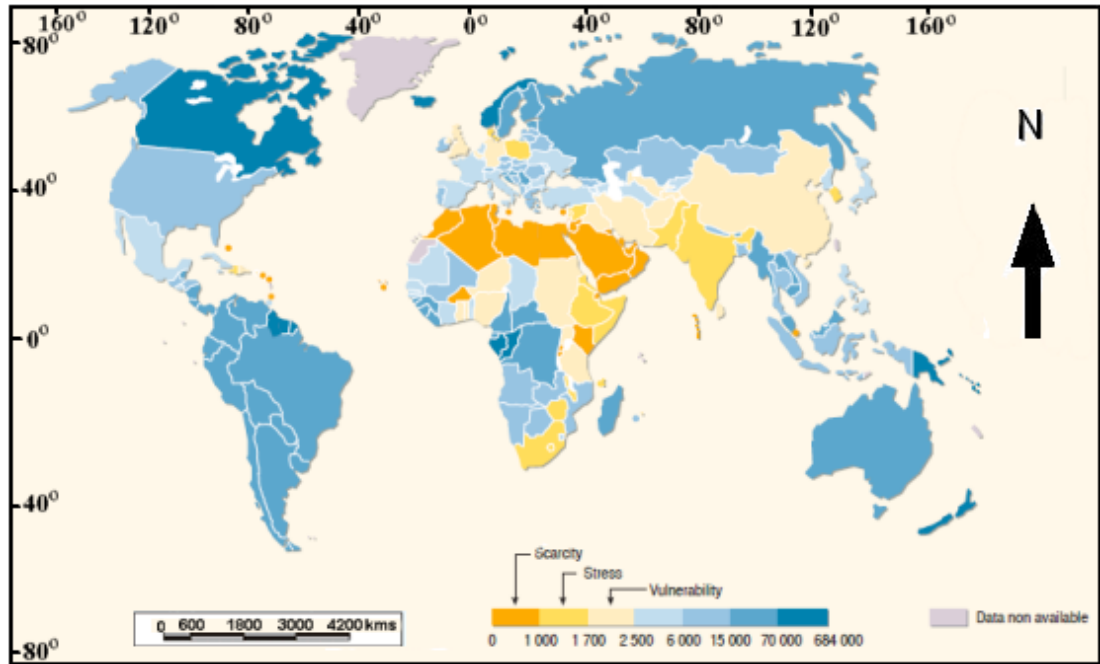 160° 120° 80° 40° 0° 40° 80° 120° 160°
80°
N
40°
0°
40°
Scarcity
Stress
Vulnerability
0 600 1800 3000 4200 kms
Data non available
0 1 000 1 700 2 500 6 000 15 000 70 000 684 000
80°